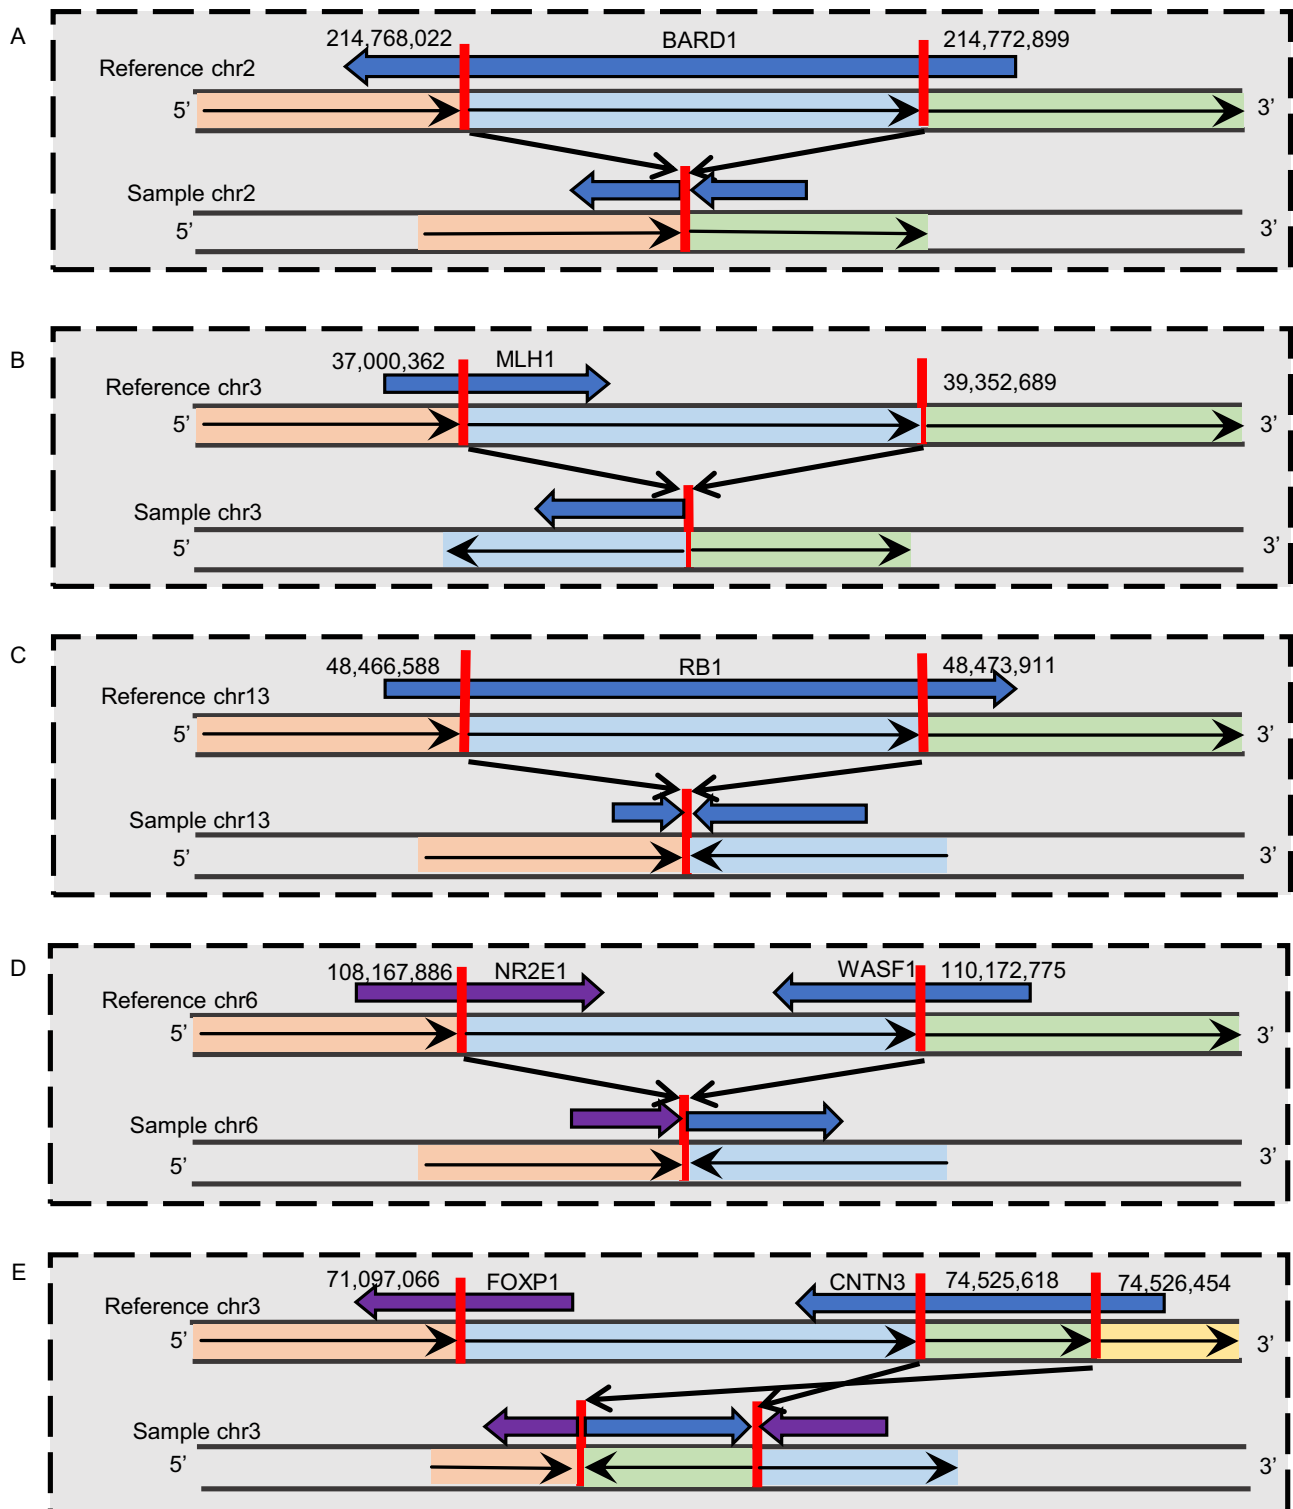 A
214,768,022 BARD1 214,772,899
Reference chr2
5’ 3’
Sample chr2
5’ 3’
B
37,000,362 MLH1
39,352,689
Reference chr3
5’ 3’
Sample chr3
5’ 3’
C
48,466,588 RB1 48,473,911
Reference chr13
5’ 3’
Sample chr13
5’ 3’
D
108,167,886 NR2E1 WASF1 110,172,775
Reference chr6
5’ 3’
Sample chr6
5’ 3’
E
71,097,066 FOXP1 CNTN3 74,525,618 74,526,454
Reference chr3
5’ 3’
Sample chr3
5’ 3’